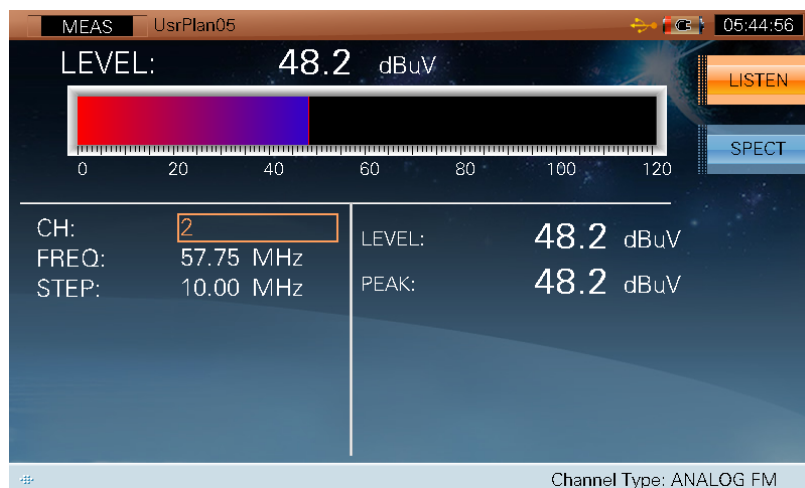 MEAS UsrPlan05 05:44:56
LEVEL: 48.2 dBuV
LISTEN
SPECT
0 20 40 60 80 100 120
CH: 2
FREQ: 57.75 MHz
STEP: 10.00 MHz
LEVEL: 48.2 dBuV
PEAK: 48.2 dBuV
Channel Type: ANALOG FM